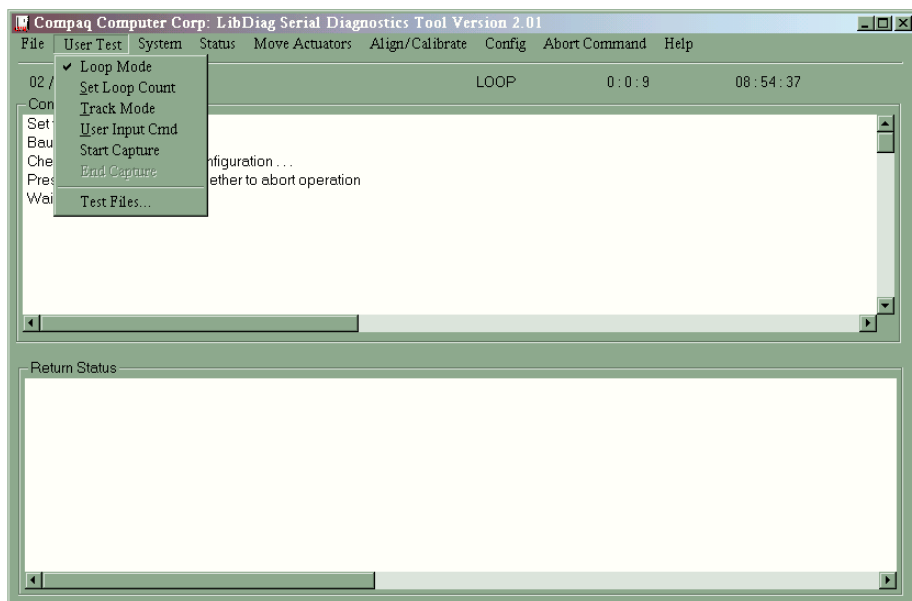 Compaq Computer Corp: LibDiag Serial Diagnostics Tool Version 2.01
File User Test System Status Move Actuators Align/Calibrate Config Abort Command Help
Loop Mode
Set Loop Count
Track Mode
User Input Cmd
Start Capture
End Capture
Test Files...
02 / LOOP 0 : 0 : 9 08 : 54 : 37
Con
Set
Bau
Che nfiguration . . .
Pres ether to abort operation
Wai
Return Status